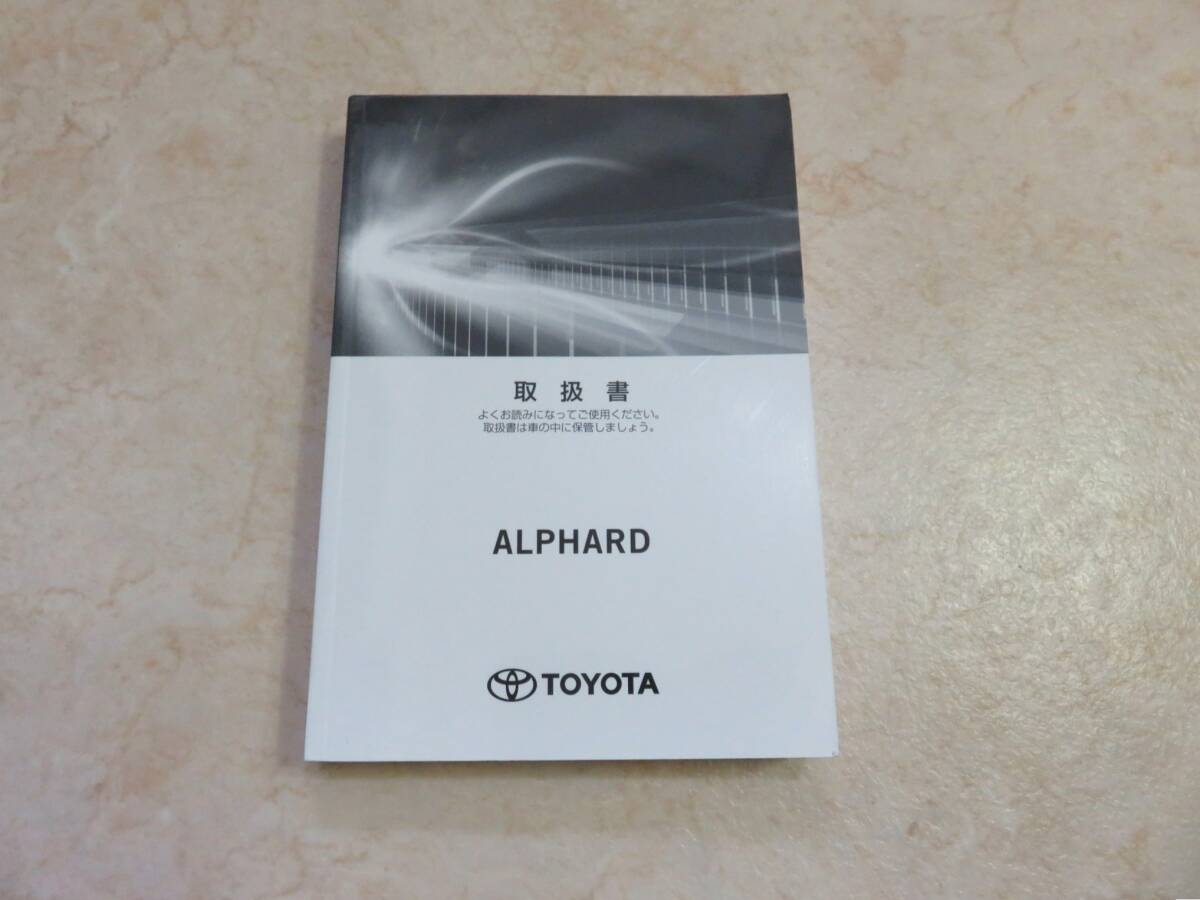 取扱書
よくお読みになってご使用ください。
取扱書は車の中に保管しましょう。
ALPHARD
TOYOTA